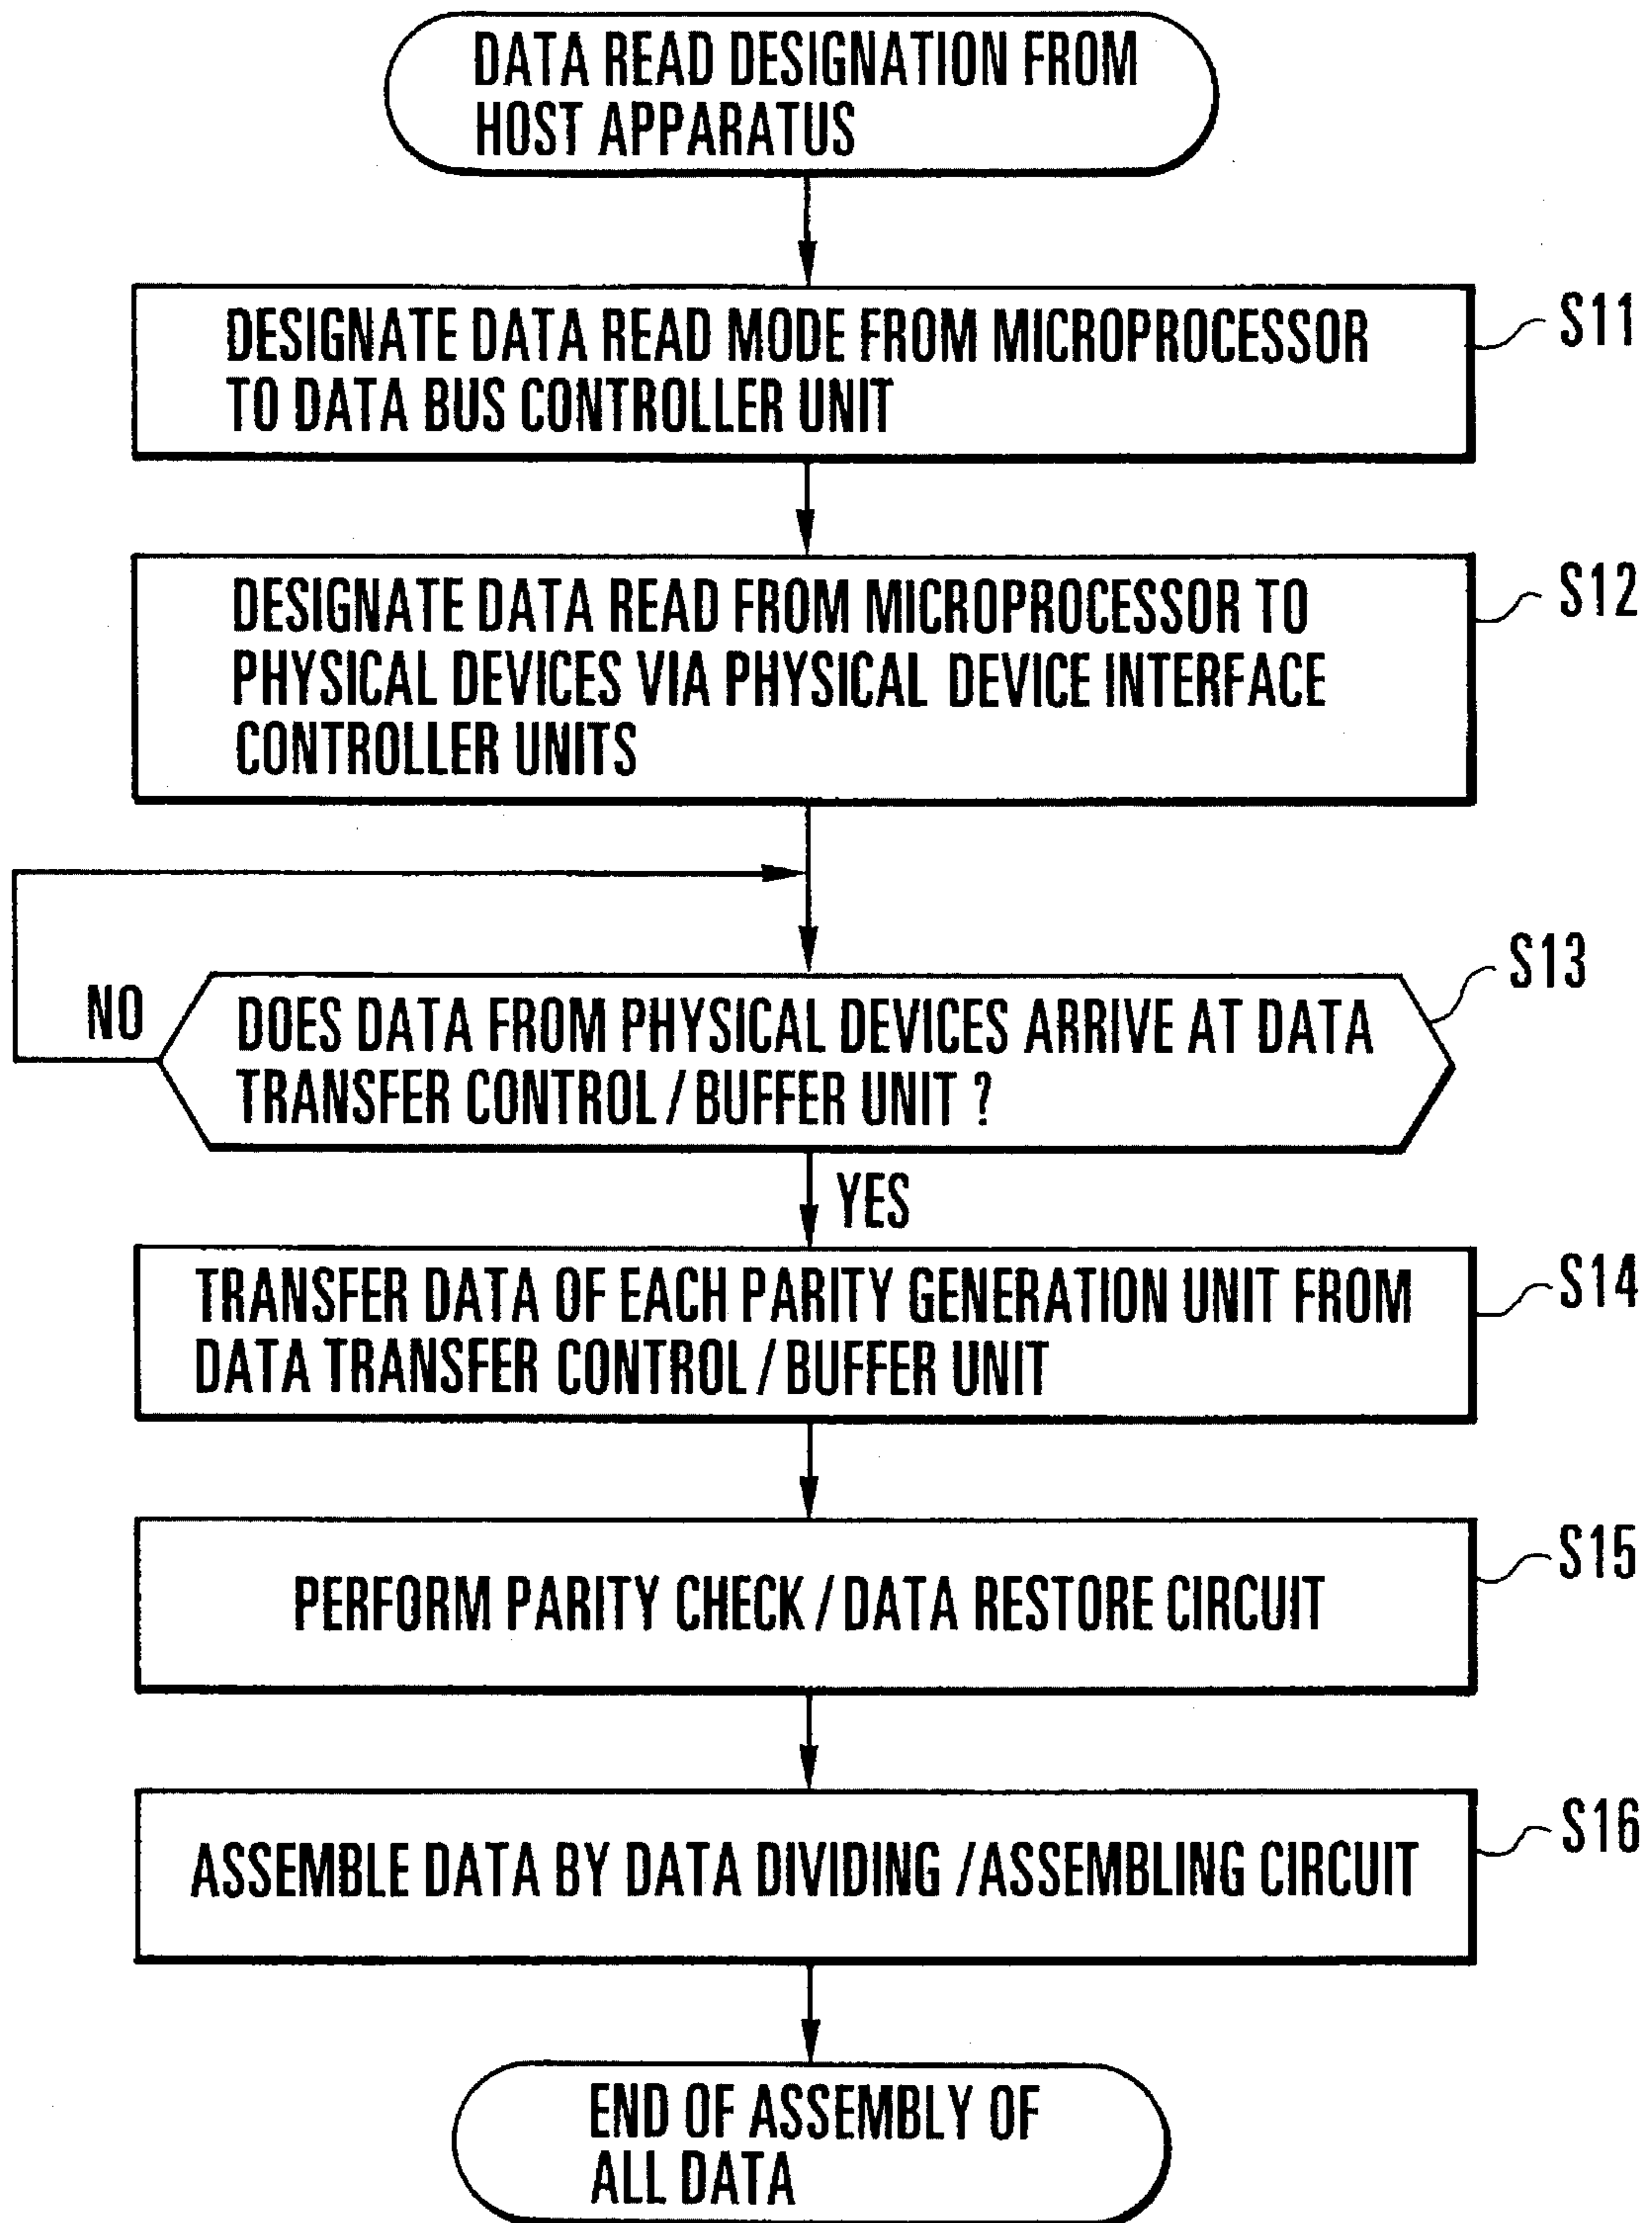 DATA READ DESIGNATION FROM
HOST APPARATUS
DESIGNATE DATA READ MODE FROM MICROPROCESSOR
TO DATA BUS CONTROLLER UNIT
S11
DESIGNATE DATA READ FROM MICROPROCESSOR TO
PHYSICAL DEVICES VIA PHYSICAL DEVICE INTERFACE
CONTROLLER UNITS
S12
DOES DATA FROM PHYSICAL DEVICES ARRIVE AT DATA
TRANSFER CONTROL / BUFFER UNIT ?
S13
NO
YES
TRANSFER DATA OF EACH PARITY GENERATION UNIT FROM
DATA TRANSFER CONTROL / BUFFER UNIT
S14
PERFORM PARITY CHECK / DATA RESTORE CIRCUIT
S15
ASSEMBLE DATA BY DATA DIVIDING /ASSEMBLING CIRCUIT
S16
END OF ASSEMBLY OF
ALL DATA